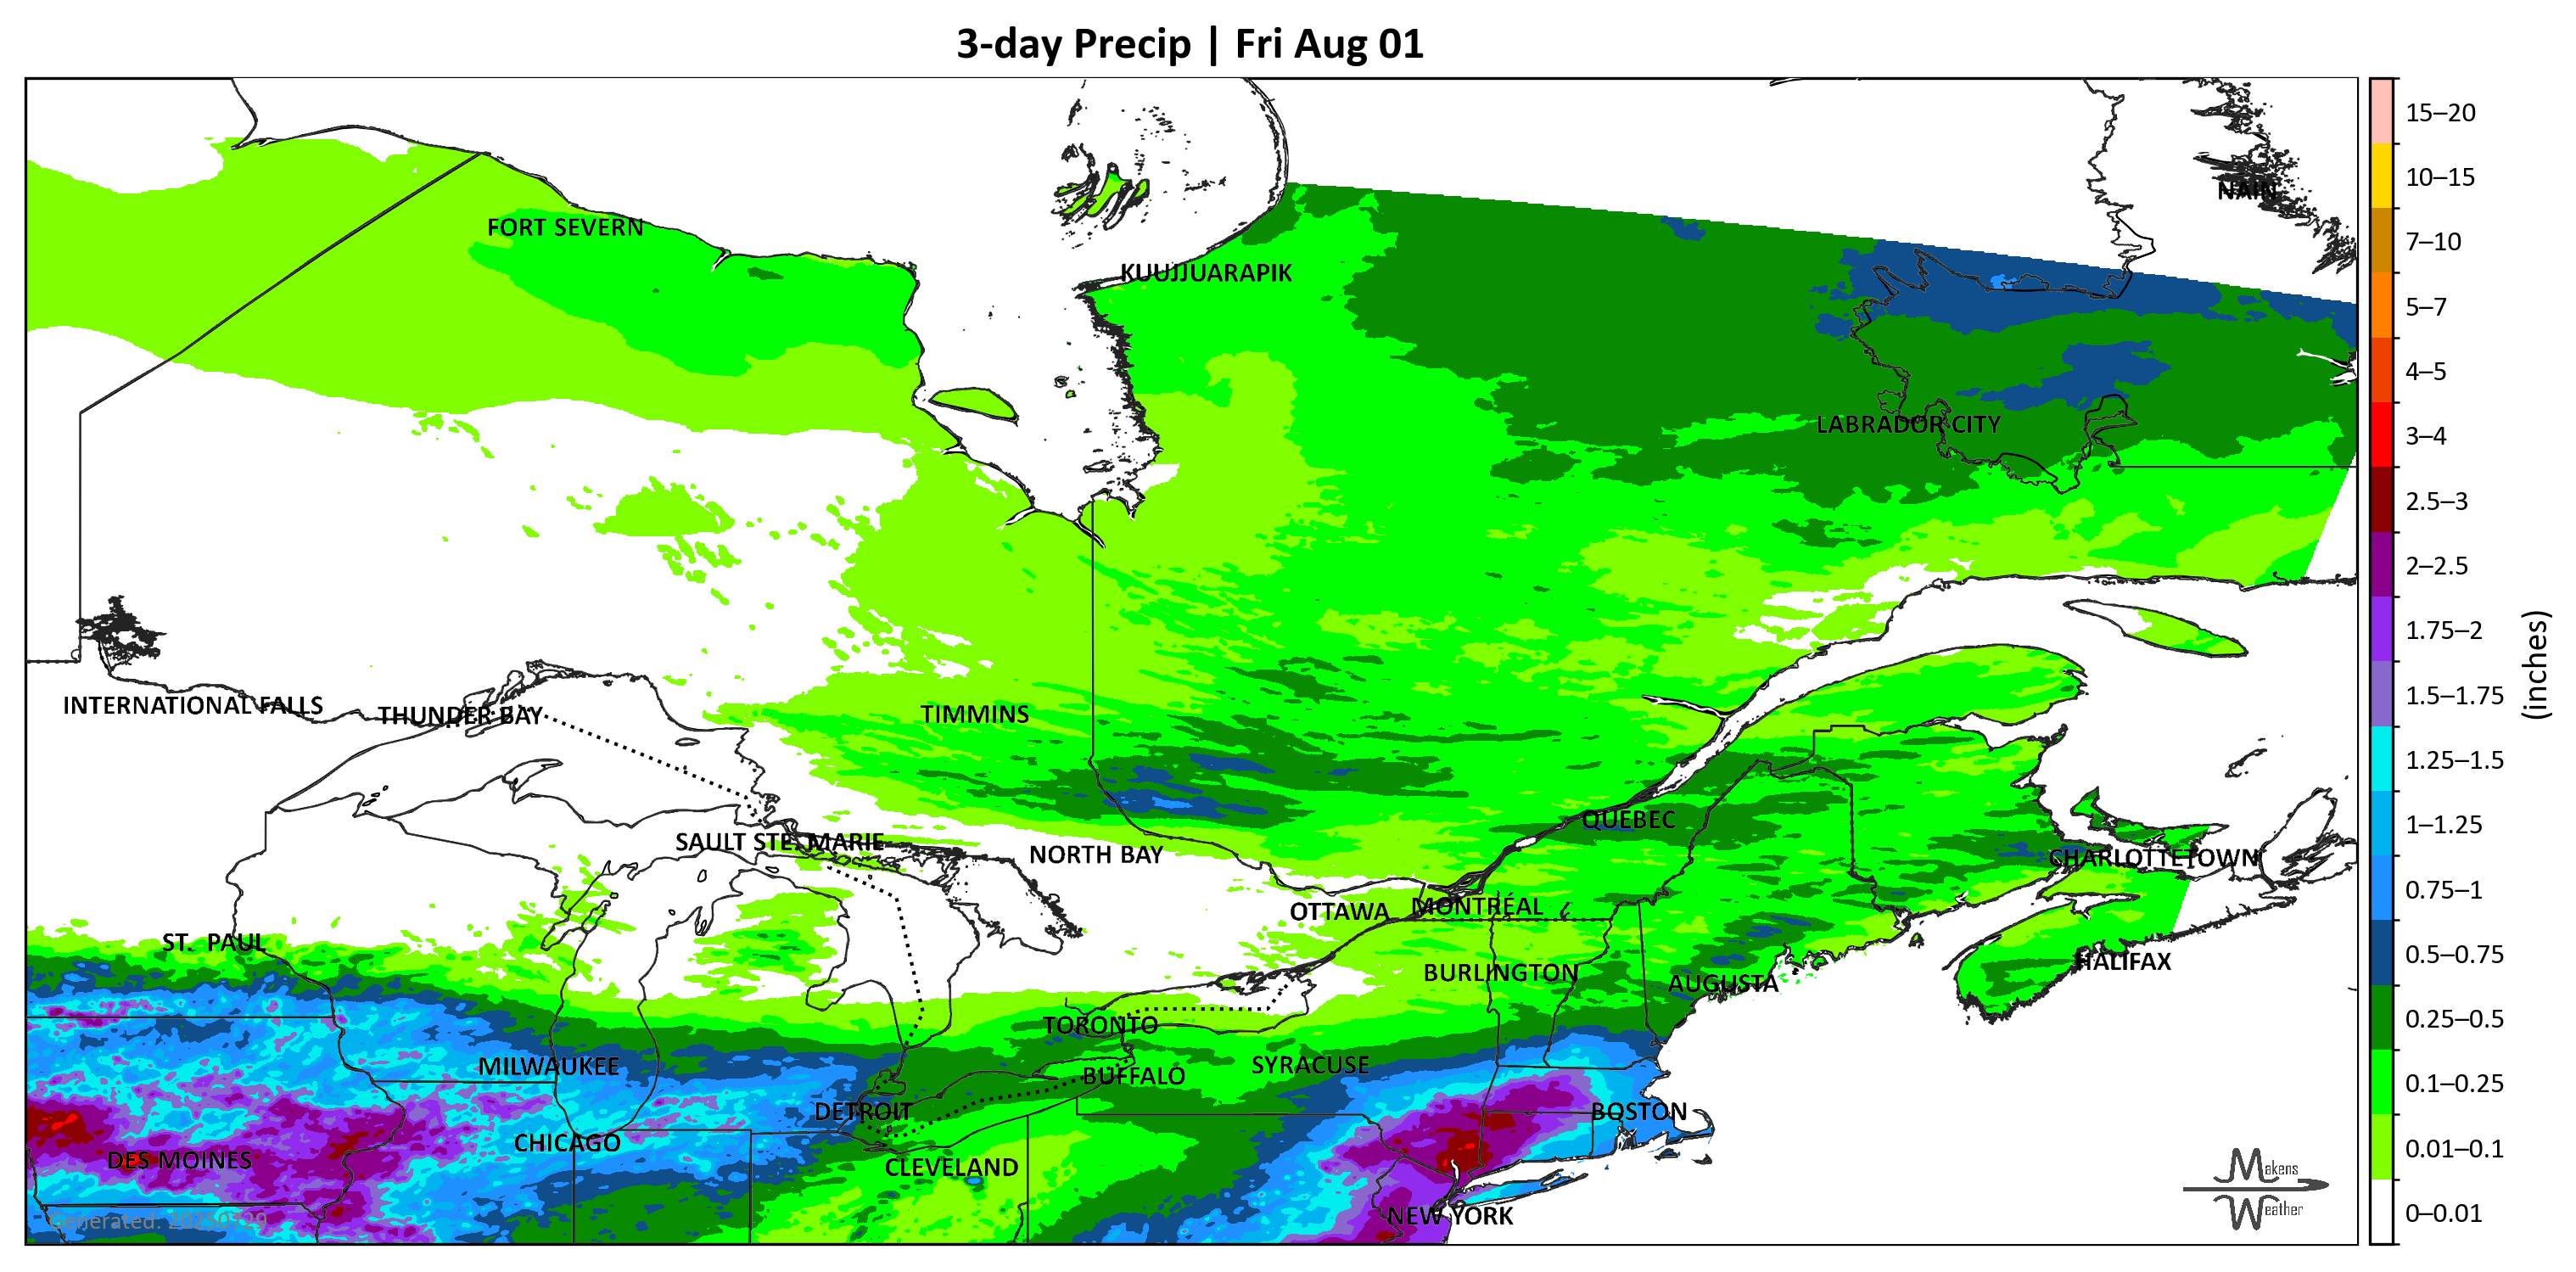 3-day Precip | Fri Aug 01
NAIN
FORT SEVERN
KUUJJUARAPIK
LABRADOR CITY
INTERNATIONAL FALLS
THUNDER BAY
TIMMINS
QUEBEC
SAULT STE. MARIE
NORTH BAY
CHARLOTTETOWN
OTTAWA
MONTRÉAL
ST. PAUL
HALIFAX
BURLINGTON
AUGUSTA
TORONTO
MILWAUKEE
SYRACUSE
BUFFALO
DETROIT
BOSTON
CHICAGO
DES MOINES
CLEVELAND
NEW YORK
Generated: 20250729
Makens
Weather
15–20
10–15
7–10
5–7
4–5
3–4
2.5–3
2–2.5
1.75–2
1.5–1.75
1.25–1.5
1–1.25
0.75–1
0.5–0.75
0.25–0.5
0.1–0.25
0.01–0.1
0–0.01
(inches)